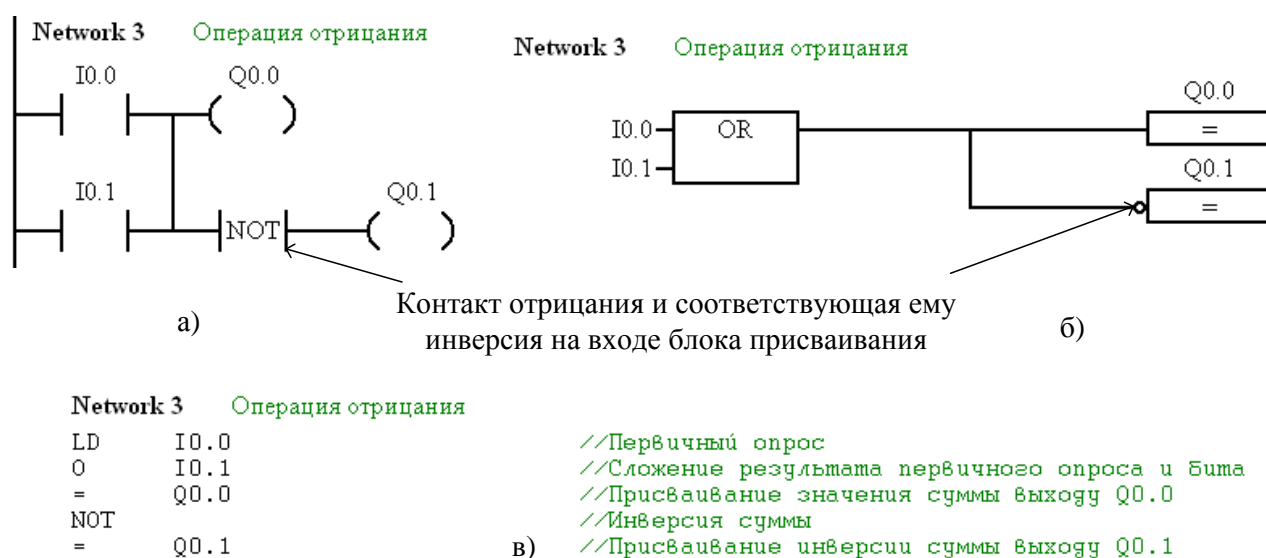 Network 3 Операция отрицания
I0.0 Q0.0
I0.1 Q0.1
NOT
а)
Network 3 Операция отрицания
Q0.0
I0.0 OR =
I0.1 Q0.1
=
б)
Контакт отрицания и соответствующая ему
инверсия на входе блока присваивания
Network 3 Операция отрицания
LD I0.0 //Первичный опрос
O I0.1 //Сложение результата первичного опроса и бита
= Q0.0 //Присваивание значения суммы выходу Q0.0
NOT //Инверсия суммы
= Q0.1 в) //Присваивание инверсии суммы выходу Q0.1